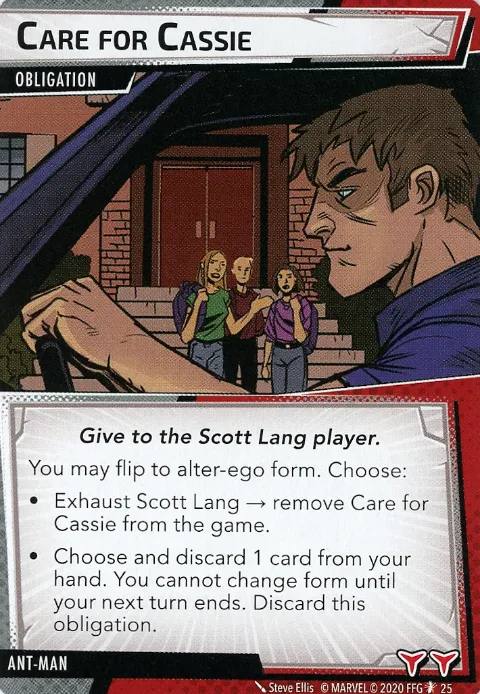 CARE FOR CASSIE
OBLIGATION
Give to the Scott Lang player.
You may flip to alter-ego form. Choose:
• Exhaust Scott Lang → remove Care for
Cassie from the game.
• Choose and discard 1 card from your
hand. You cannot change form until
your next turn ends. Discard this
obligation.
ANT-MAN
Steve Ellis © MARVEL © 2020 FFG 25